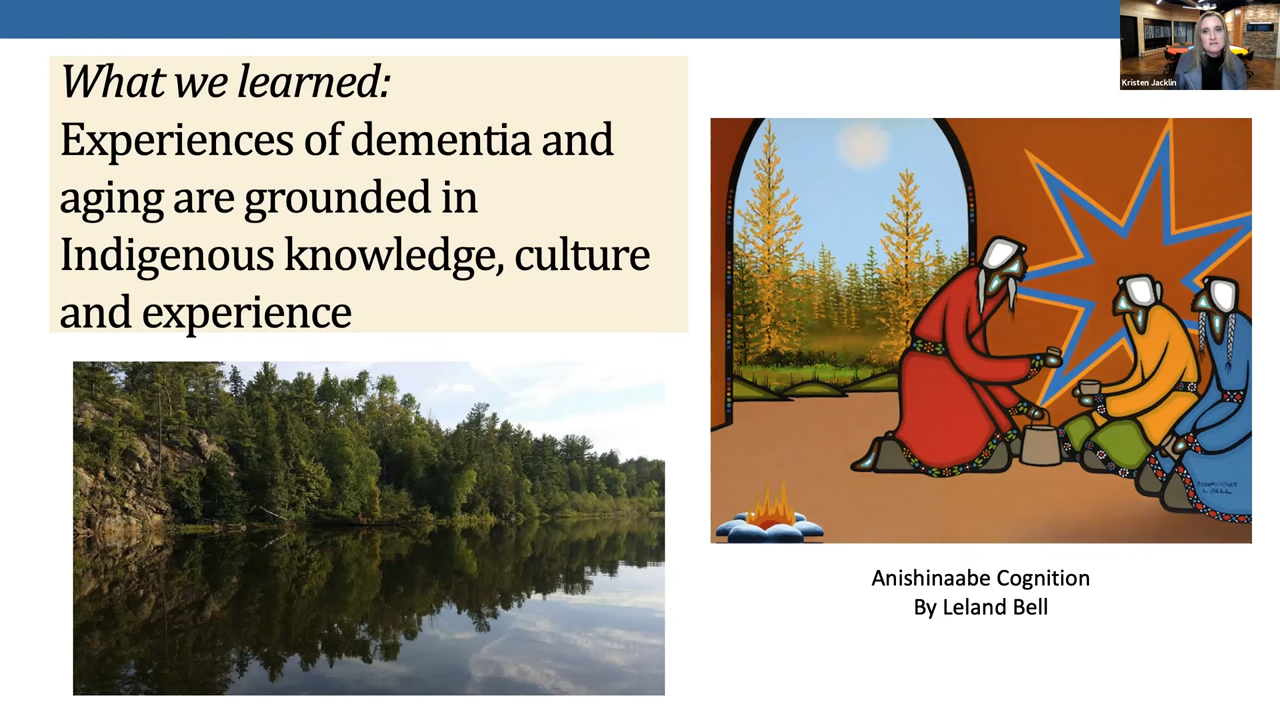 Kristen Jacklin
What we learned:
Experiences of dementia and
aging are grounded in
Indigenous knowledge, culture
and experience
Anishinaabe Cognition
By Leland Bell